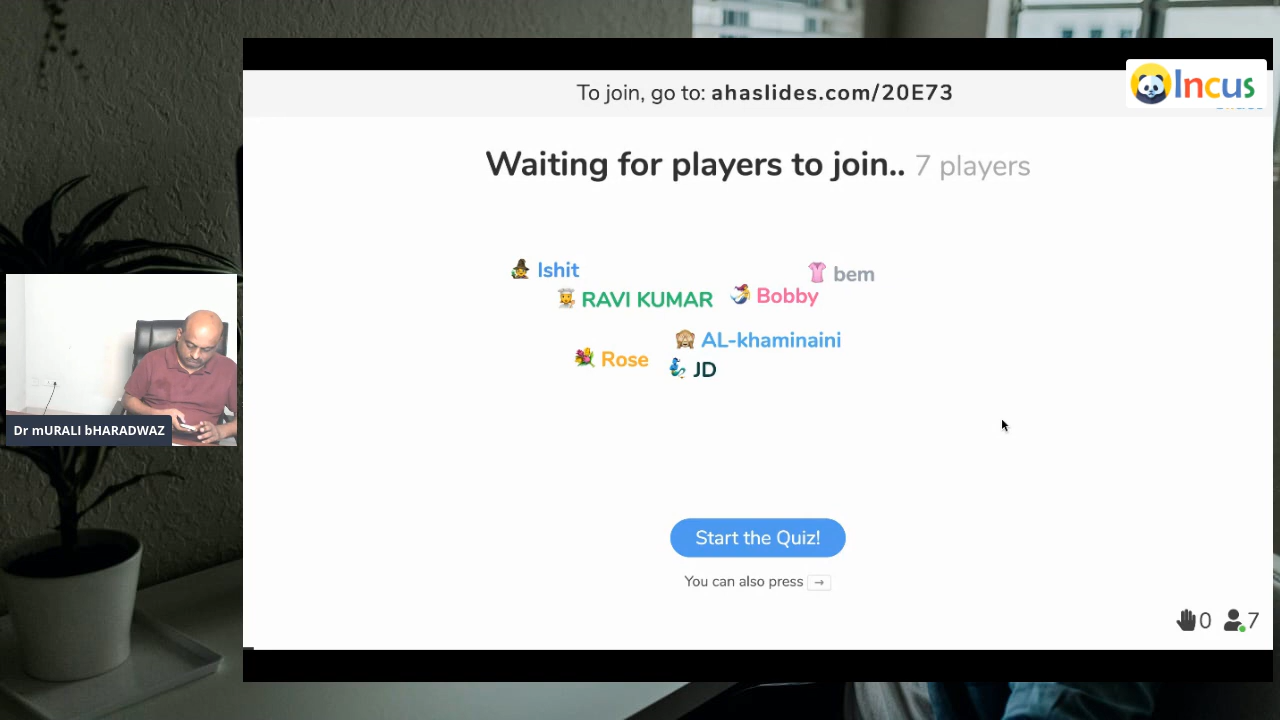 To join, go to: ahaslides.com/20E73
Incus
Waiting for players to join.. 7 players
Ishit
bem
RAVI KUMAR
Bobby
AL-khaminaini
Rose
JD
Dr mURALI bHARADWAZ
Start the Quiz!
You can also press →
0 7